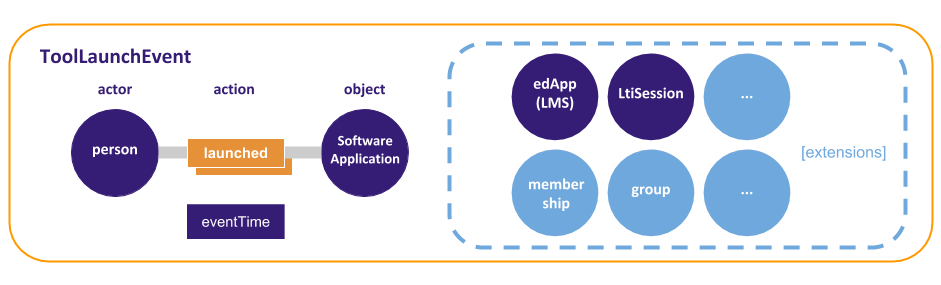 ToolLaunchEvent
actor
action
object
person
launched
Software
Application
eventTime
edApp
(LMS)
LtiSession
...
member
ship
group
...
[extensions]